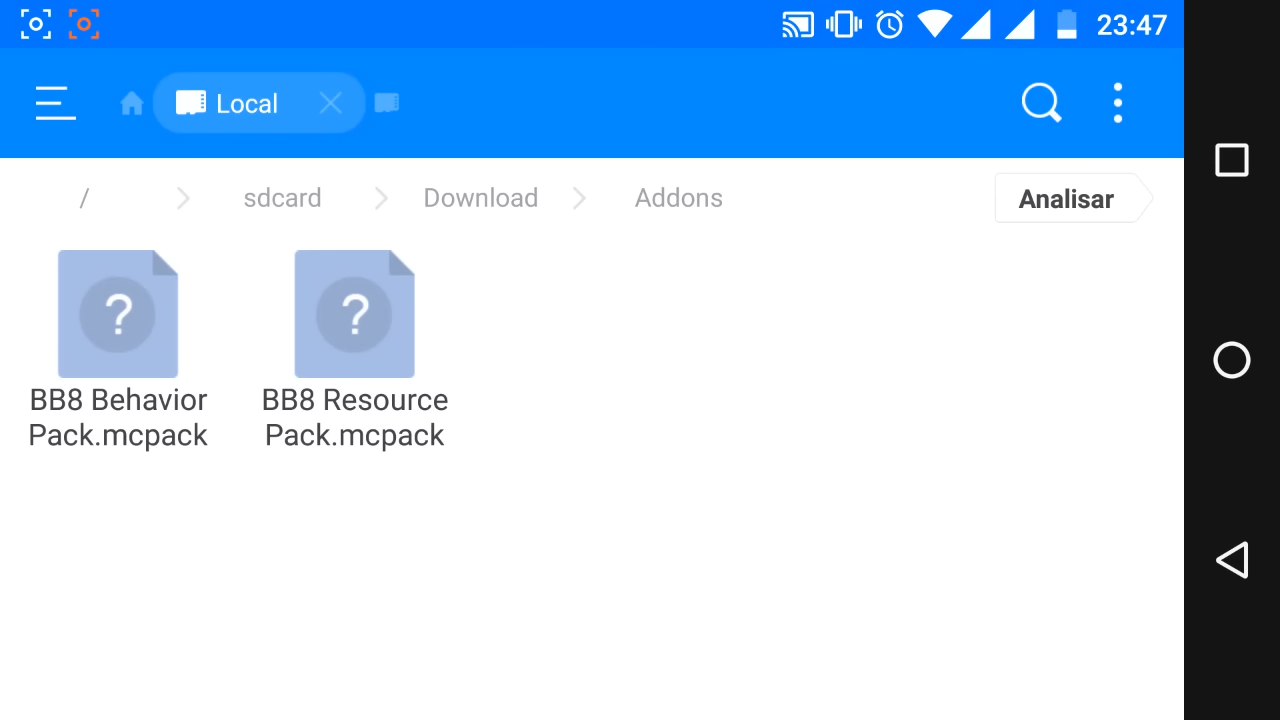 23:47
Local
/ sdcard Download Addons Analisar
BB8 Behavior
Pack.mcpack
BB8 Resource
Pack.mcpack